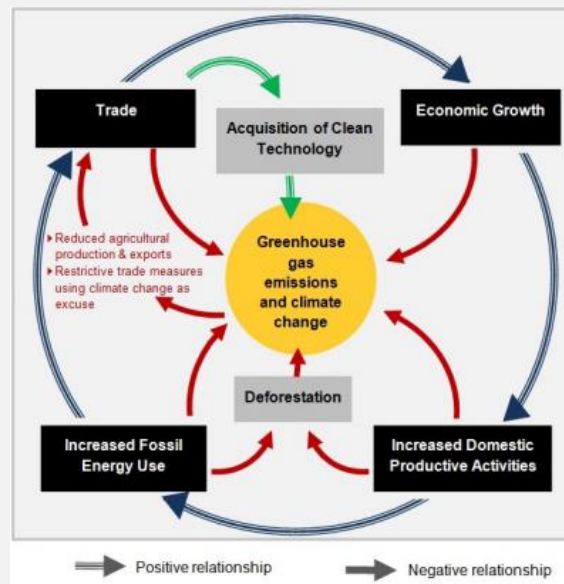 Trade
Economic Growth
Acquisition of Clean
Technology
Reduced agricultural
production & exports
Restrictive trade measures
using climate change as
excuse
Greenhouse
gas
emissions
and climate
change
Deforestation
Increased Fossil
Energy Use
Increased Domestic
Productive Activities
Positive relationship
Negative relationship